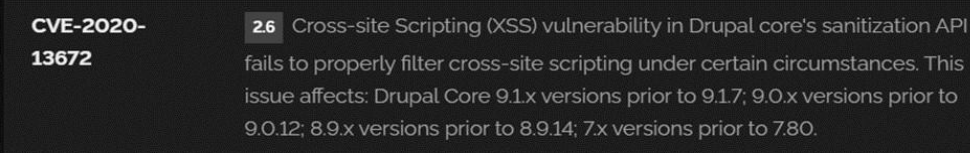 CVE-2020-
13672
2.6 Cross-site Scripting (XSS) vulnerability in Drupal core's sanitization API
fails to properly filter cross-site scripting under certain circumstances. This
issue affects: Drupal Core 9.1.x versions prior to 9.1.7; 9.0.x versions prior to
9.0.12; 8.9.x versions prior to 8.9.14; 7.x versions prior to 7.80.